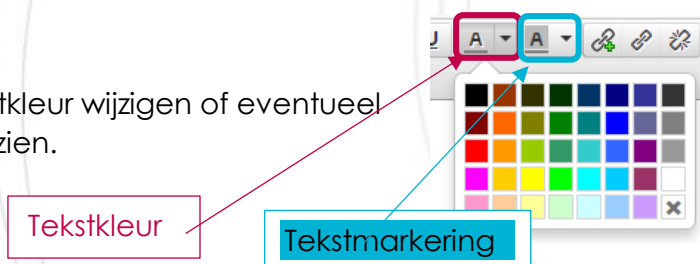 U A A
tkleur wijzigen of eventueel
zien.
Tekstkleur
Tekstmarkering